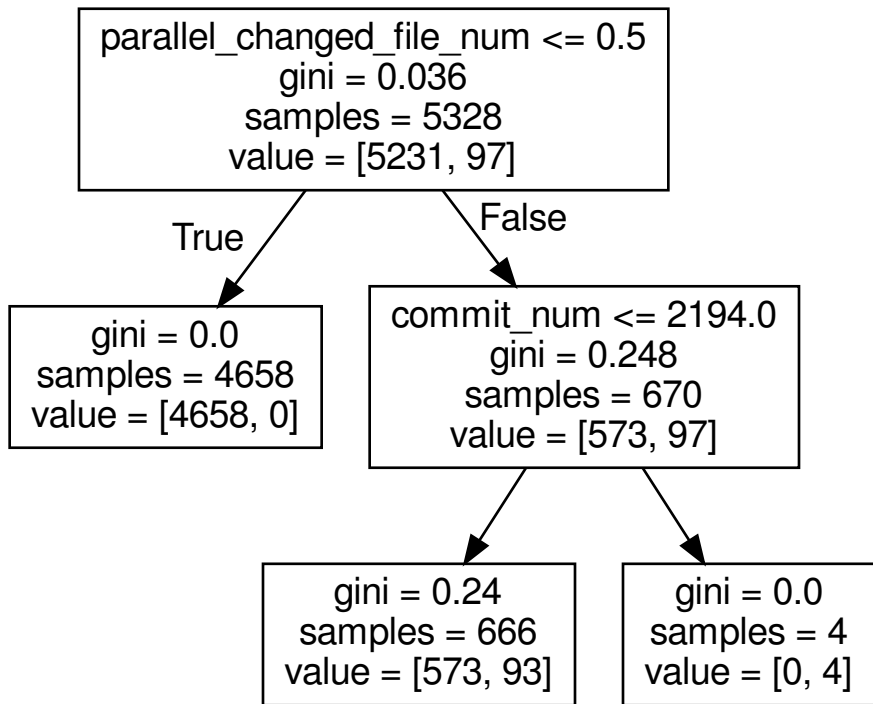 parallel_changed_file_num <= 0.5
gini = 0.036
samples = 5328
value = [5231, 97]
True
False
gini = 0.0
samples = 4658
value = [4658, 0]
commit_num <= 2194.0
gini = 0.248
samples = 670
value = [573, 97]
gini = 0.24
samples = 666
value = [573, 93]
gini = 0.0
samples = 4
value = [0, 4]